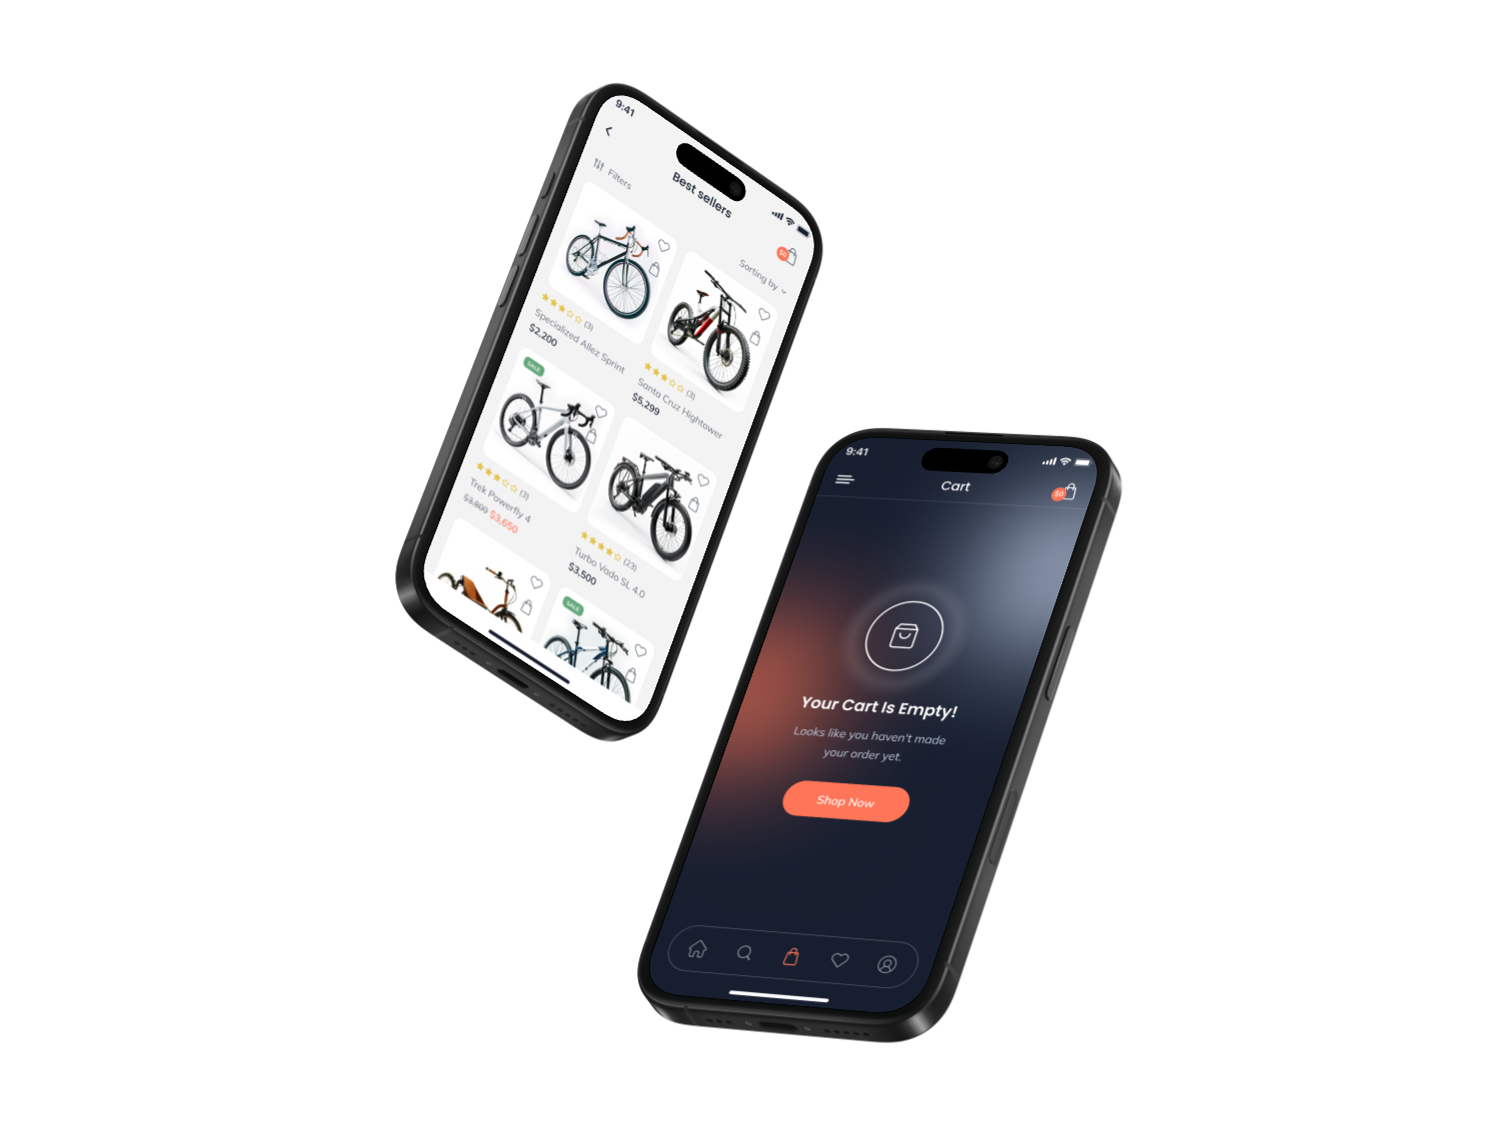 9:41
Best sellers
$0
Filters
Sorting by
(3)
Specialized Allez Sprint
$2,200
(3)
Santa Cruz Hightower
$5,299
SALE
(3)
Trek Powerfly 4
$3,800 $3,650
(23)
Turbo Vado SL 4.0
$3,500
SALE
9:41
Cart
$0
Your Cart Is Empty!
Looks like you haven't made
your order yet.
Shop Now